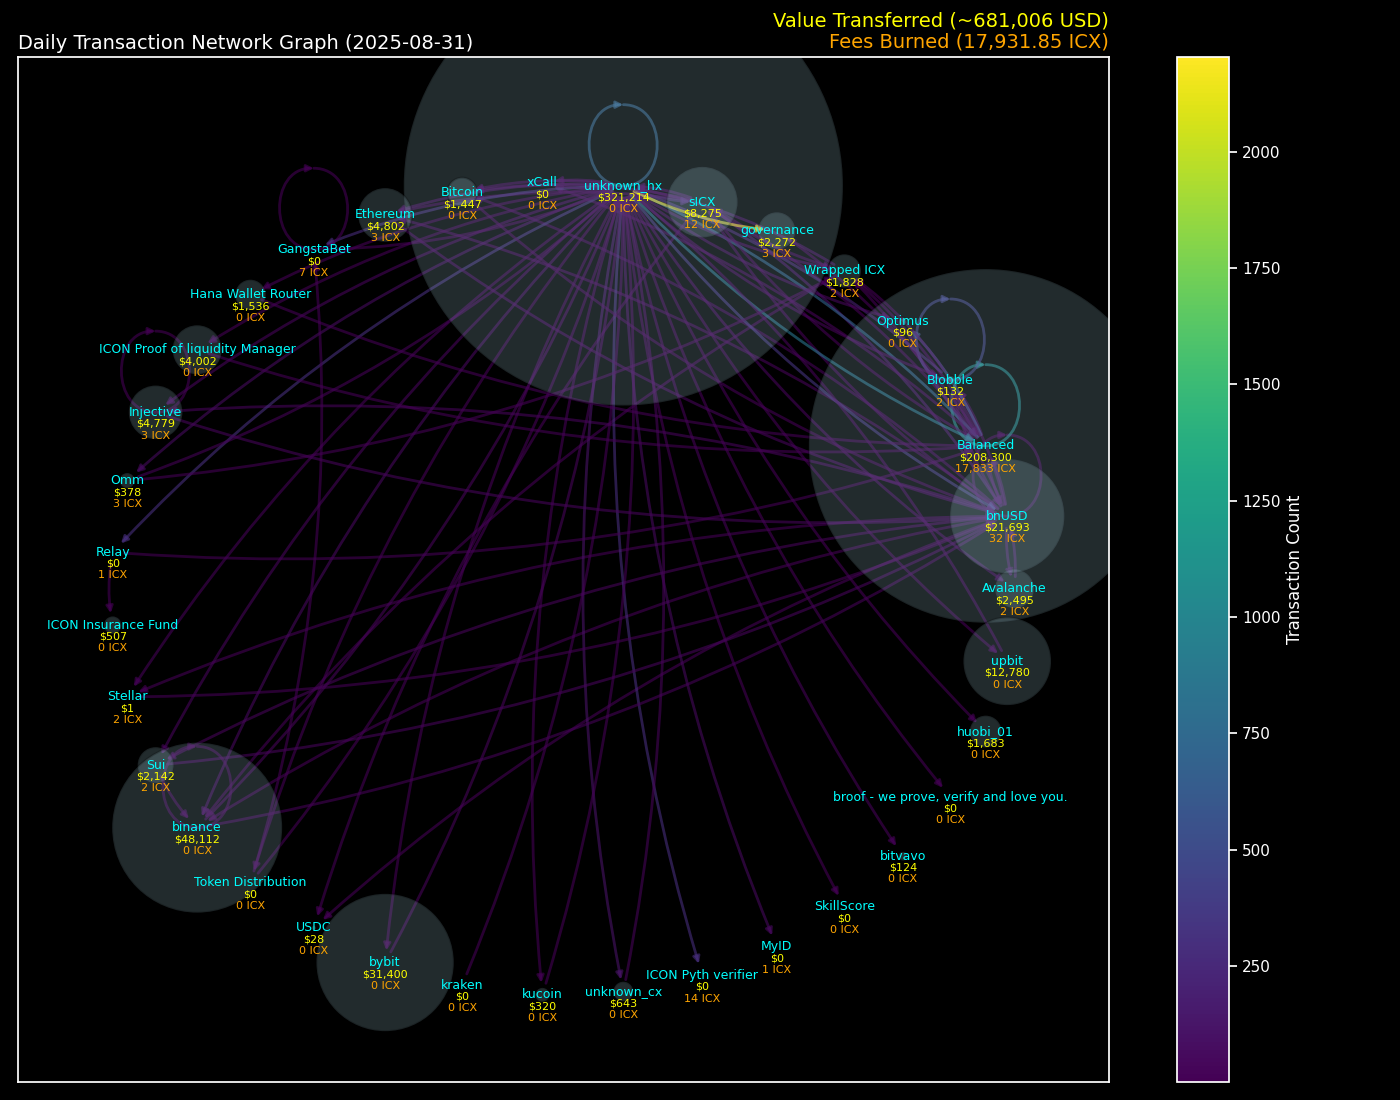 Value Transferred (~681,006 USD)
Daily Transaction Network Graph (2025-08-31)
Fees Burned (17,931.85 ICX)
xCall
$0
0 ICX
unknown_hx
$321,214
0 ICX
Bitcoin
$1,447
0 ICX
sICX
$8,275
12 ICX
Ethereum
$4,802
3 ICX
governance
$2,272
3 ICX
GangstaBet
$0
7 ICX
Wrapped ICX
$1,828
2 ICX
Hana Wallet Router
$1,536
0 ICX
Optimus
$96
0 ICX
ICON Proof of liquidity Manager
$4,002
0 ICX
Blobble
$132
2 ICX
Injective
$4,779
3 ICX
Balanced
$208,300
17,833 ICX
Omm
$378
3 ICX
bnUSD
$21,693
32 ICX
Relay
$0
1 ICX
Avalanche
$2,495
2 ICX
ICON Insurance Fund
$507
0 ICX
upbit
$12,780
0 ICX
Stellar
$1
2 ICX
huobi_01
$1,683
0 ICX
Sui
$2,142
2 ICX
broof - we prove, verify and love you.
$0
0 ICX
binance
$48,112
0 ICX
bitvavo
$124
0 ICX
Token Distribution
$0
0 ICX
SkillScore
$0
0 ICX
USDC
$28
0 ICX
MyID
$0
1 ICX
bybit
$31,400
0 ICX
ICON Pyth verifier
$0
14 ICX
kraken
$0
0 ICX
kucoin
$320
0 ICX
unknown_cx
$643
0 ICX
2000
1750
1500
1250
1000
750
500
250
Transaction Count